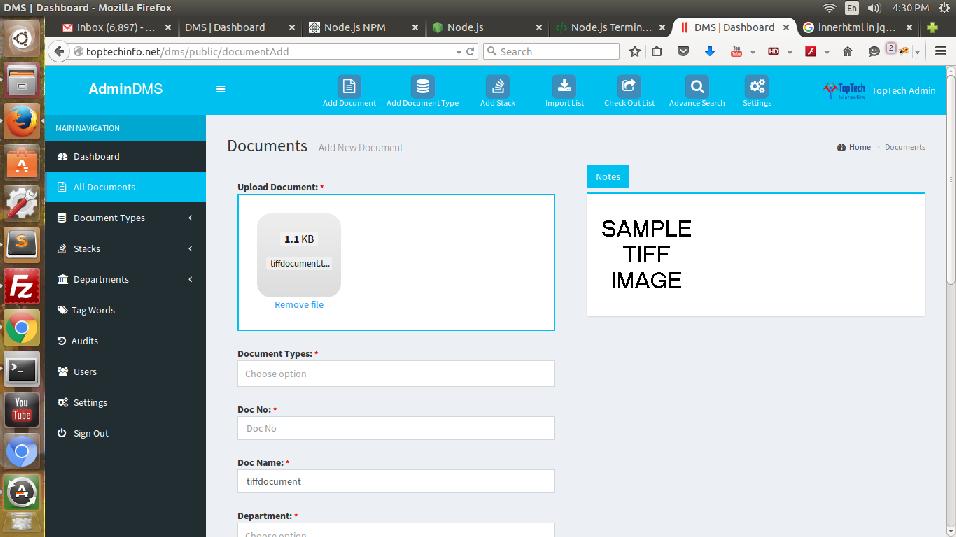 DMS | Dashboard - Mozilla Firefox
En
4:30 PM
Inbox (6,897) - ...
DMS | Dashboard
Node.js NPM
Node.js
Node.js Termin...
DMS | Dashboard
innerhtml in jq...
toptechinfo.net/dms/public/documentAdd
Search
2
AdminDMS
Add Document
Add Document Type
Add Stack
Import List
Check Out List
Advance Search
Settings
TopTech
TopTech Admin
MAIN NAVIGATION
Dashboard
All Documents
Document Types
Stacks
Departments
Tag Words
Audits
Users
Settings
Sign Out
Documents Add New Document
Home
Documents
Upload Document: *
1.1 KB
tiffdocument.t...
Remove file
Document Types: *
Choose option
Doc No: *
Doc No
Doc Name: *
tiffdocument
Department: *
Choose option
Notes
SAMPLE
TIFF
IMAGE
You
Tube